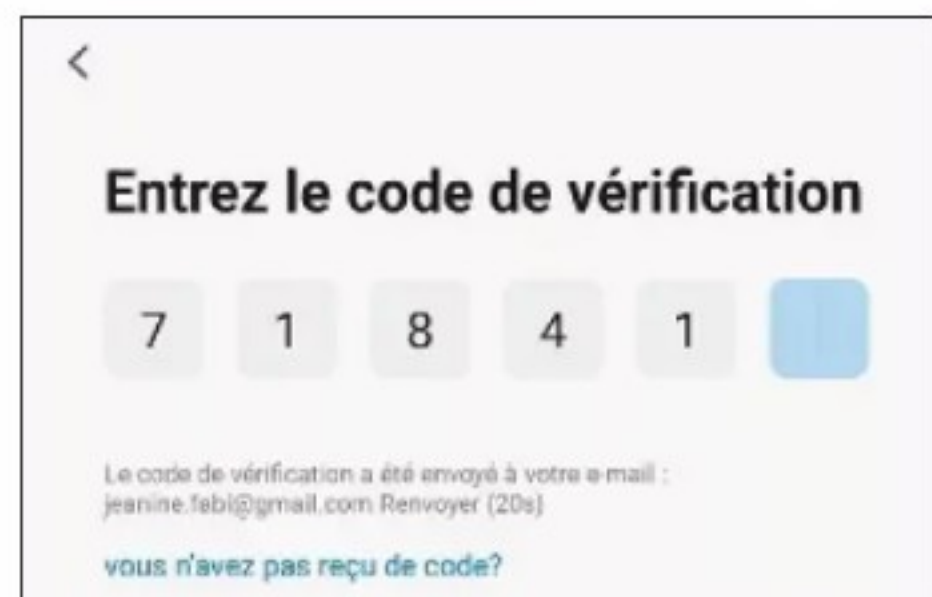 Entrez le code de vérification
7 1 8 4 1
Le code de vérification a été envoyé à votre e-mail :
jeanine.fabi@gmail.com Renvoyer (20s)
vous n'avez pas reçu de code?